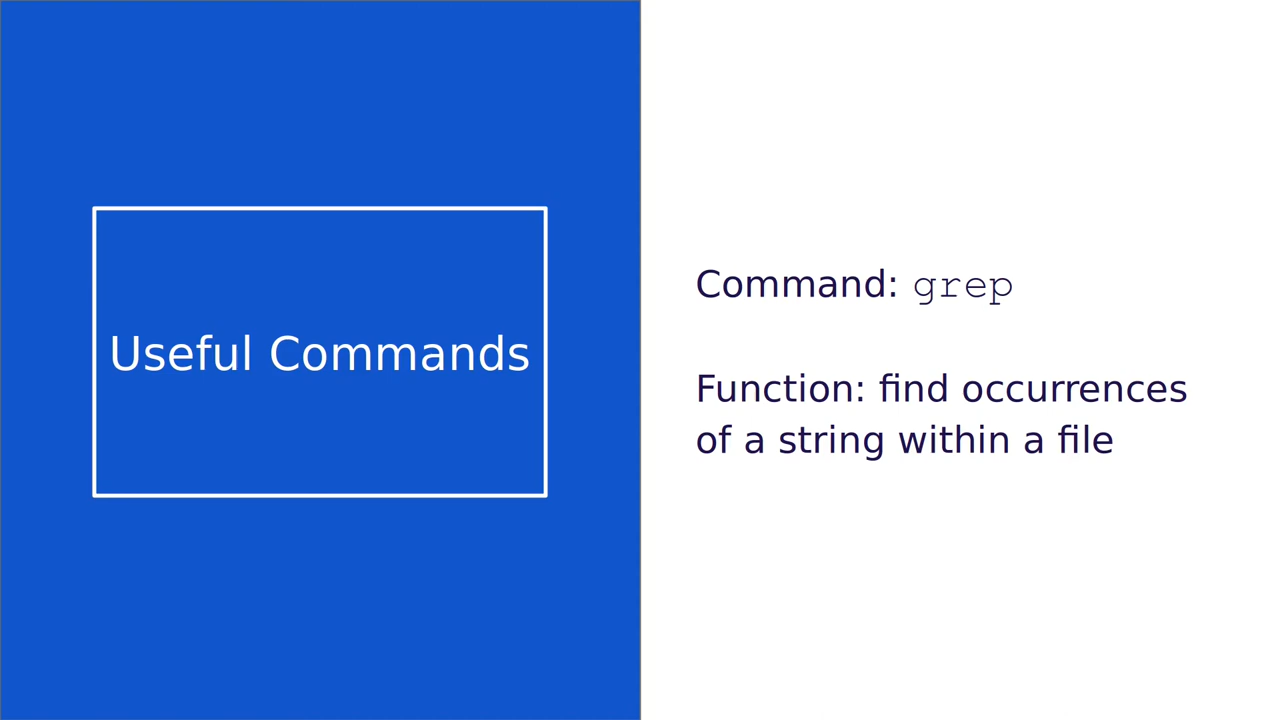 Useful Commands
Command: grep
Function: find occurrences
of a string within a file